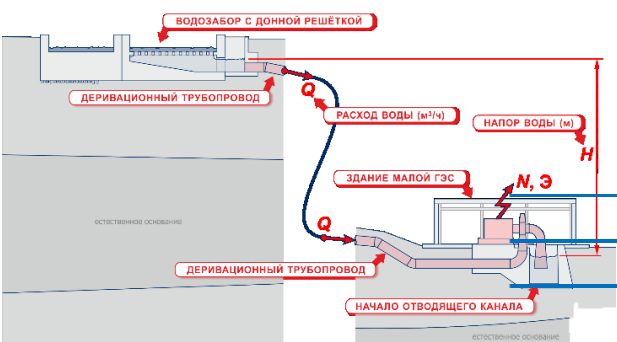 ВОДОЗАБОР С ДОННОЙ РЕШЁТКОЙ
ДЕРИВАЦИОННЫЙ ТРУБОПРОВОД
Q
РАСХОД ВОДЫ (м³/ч)
НАПОР ВОДЫ (м)
H
ЗДАНИЕ МАЛОЙ ГЭС
N, Э
естественное основание
Q
ДЕРИВАЦИОННЫЙ ТРУБОПРОВОД
НАЧАЛО ОТВОДЯЩЕГО КАНАЛА
естественное основание